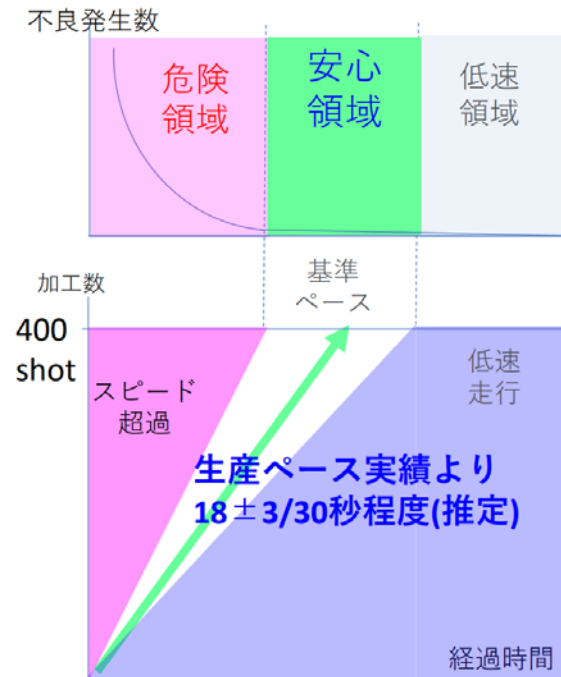 不良発生数
危険
領域
安心
領域
低速
領域
基準
ペース
加工数
400
shot
スピード
超過
低速
走行
生産ペース実績より
18±3/30秒程度(推定)
経過時間